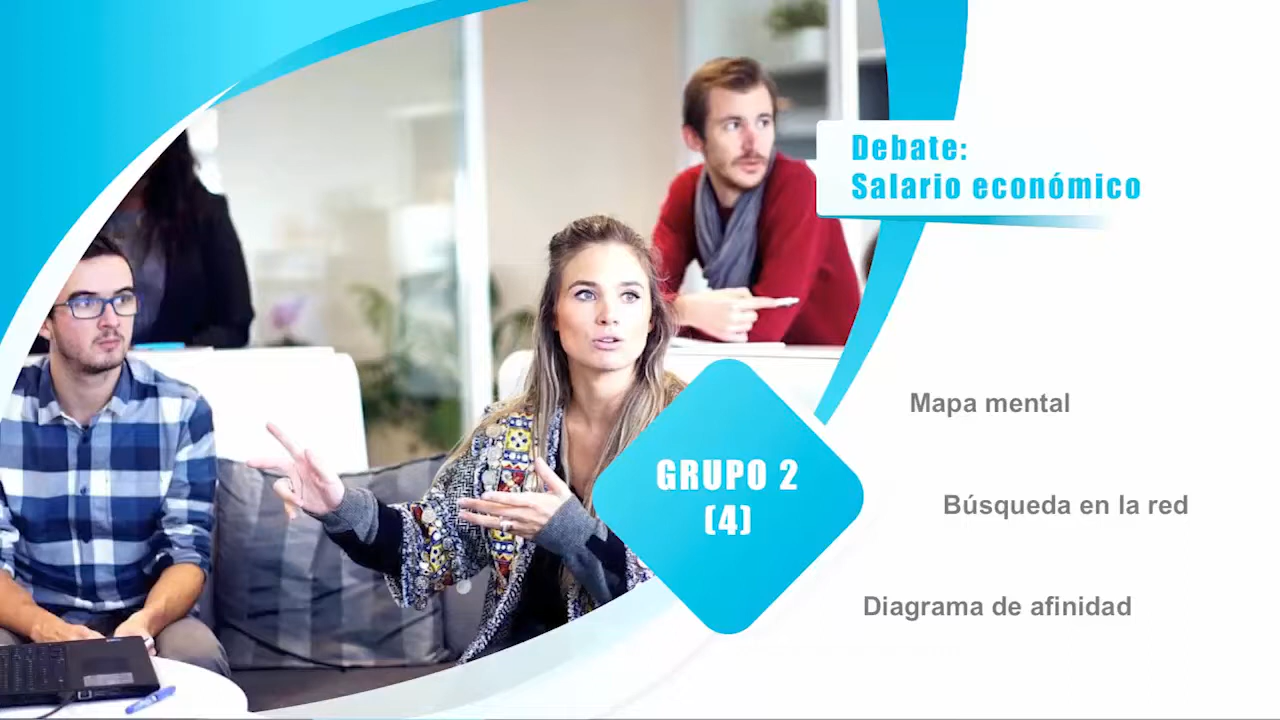 Debate:
Salario económico
Mapa mental
GRUPO 2
(4)
Búsqueda en la red
Diagrama de afinidad